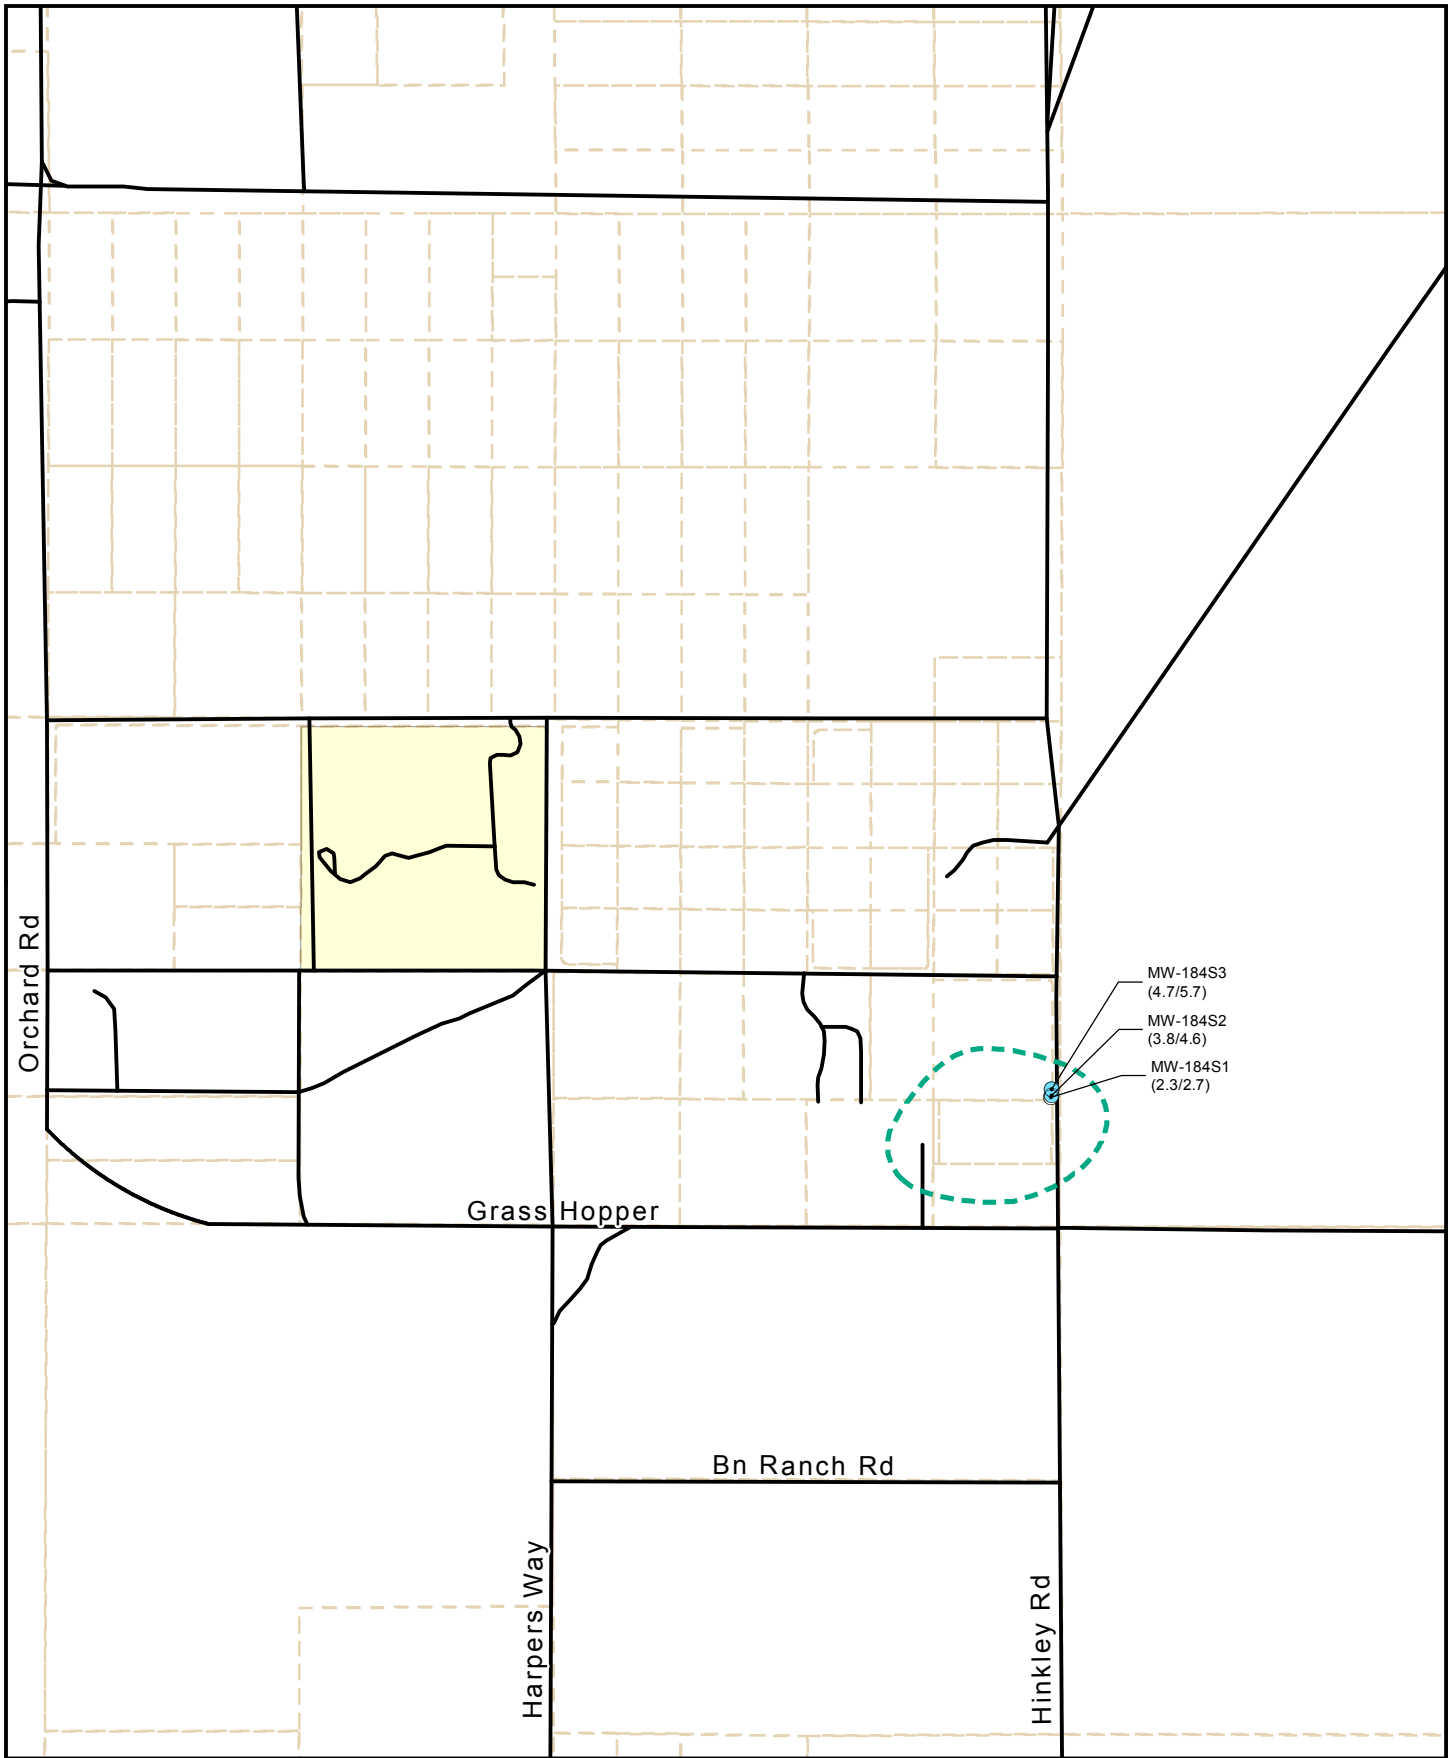 Orchard Rd
MW-184S3
(4.7/5.7)
MW-184S2
(3.8/4.6)
MW-184S1
(2.3/2.7)
Grass Hopper
Bn Ranch Rd
Harpers Way
Hinkley Rd